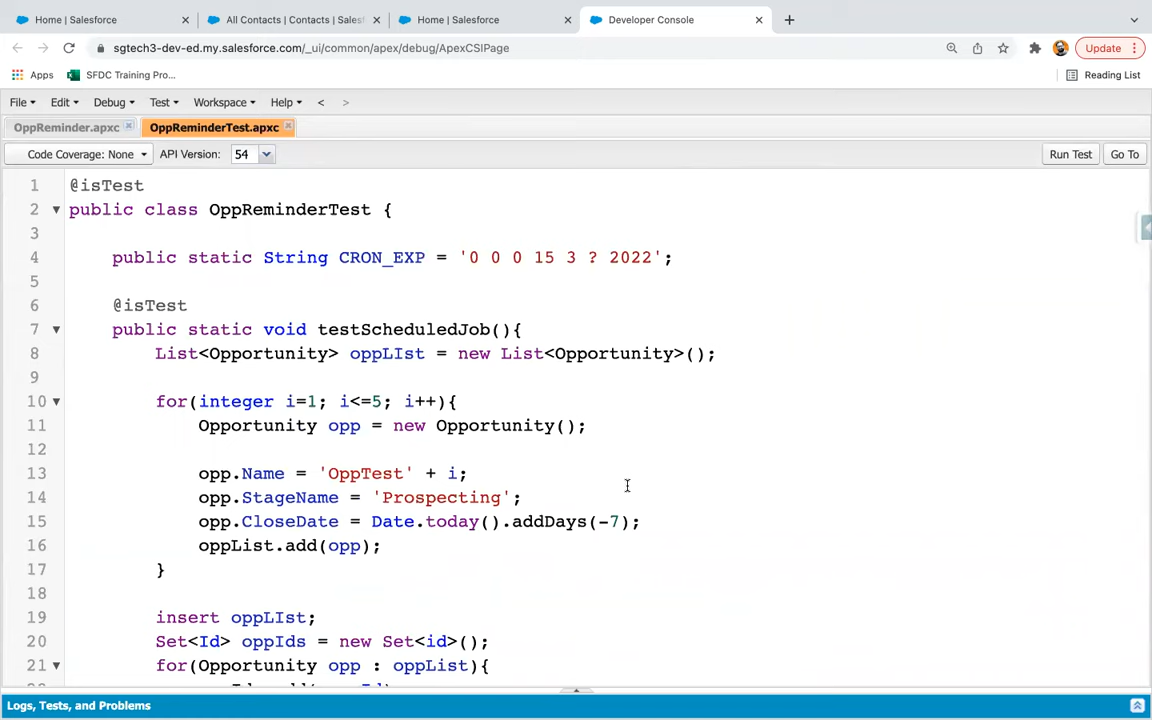 Home | Salesforce
All Contacts | Contacts | Salesf
Home | Salesforce
Developer Console
sgtech3-dev-ed.my.salesforce.com/_ui/common/apex/debug/ApexCSIPage
Update
Apps
SFDC Training Pro...
Reading List
File
Edit
Debug
Test
Workspace
Help
<
>
OppReminder.apxc
OppReminderTest.apxc
Code Coverage: None
API Version:
54
Run Test
Go To
1 @isTest
2 public class OppReminderTest {
3
4 public static String CRON_EXP = '0 0 0 15 3 ? 2022';
5
6 @isTest
7 public static void testScheduledJob(){
8 List<Opportunity> oppLIst = new List<Opportunity>();
9
10 for(integer i=1; i<=5; i++){
11 Opportunity opp = new Opportunity();
12
13 opp.Name = 'OppTest' + i;
14 opp.StageName = 'Prospecting';
15 opp.CloseDate = Date.today().addDays(-7);
16 oppList.add(opp);
17 }
18
19 insert oppLIst;
20 Set<Id> oppIds = new Set<id>();
21 for(Opportunity opp : oppList){
Logs, Tests, and Problems